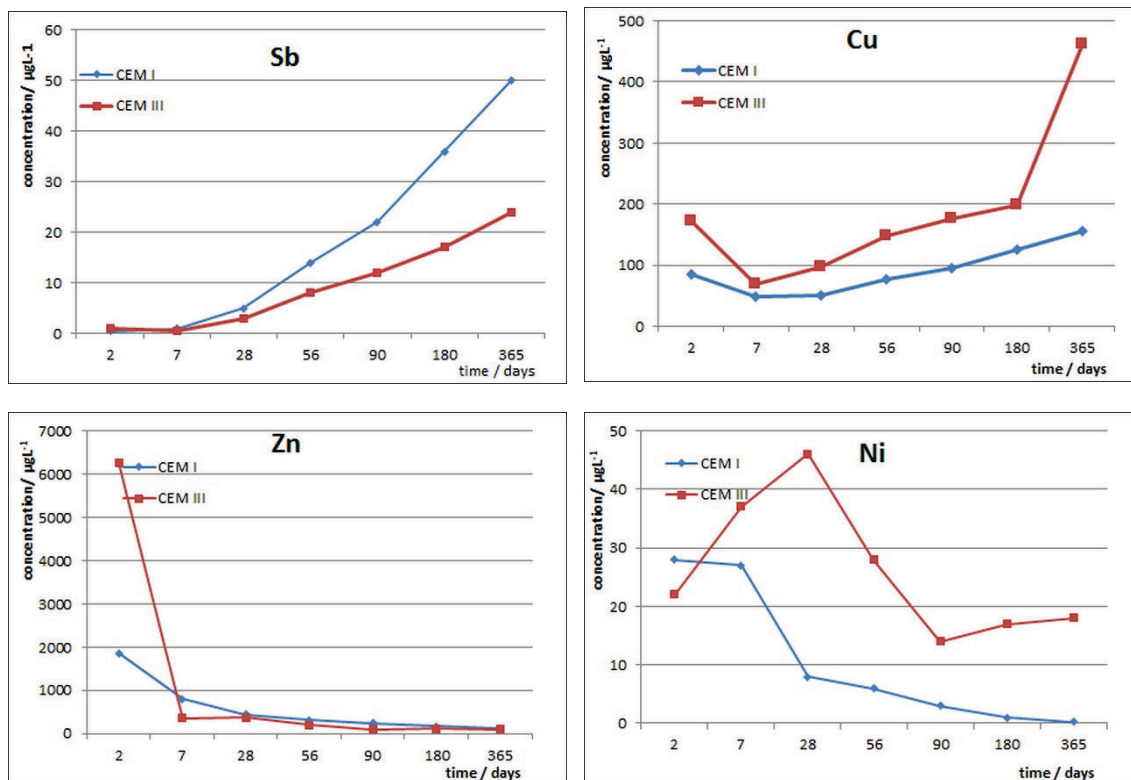 Sb
concentration/ µgL-1
60
50
40
30
20
10
0
CEM I
CEM III
2 7 28 56 90 180 365
time / days
Cu
concentration/ µgL⁻¹
500
400
300
200
100
0
CEM I
CEM III
2 7 28 56 90 180 365
time / days
Zn
concentration/ µgL⁻¹
7000
6000
5000
4000
3000
2000
1000
0
CEM I
CEM III
2 7 28 56 90 180 365
time / days
Ni
concentration/ µgL⁻¹
50
40
30
20
10
0
CEM I
CEM III
2 7 28 56 90 180 365
time / days